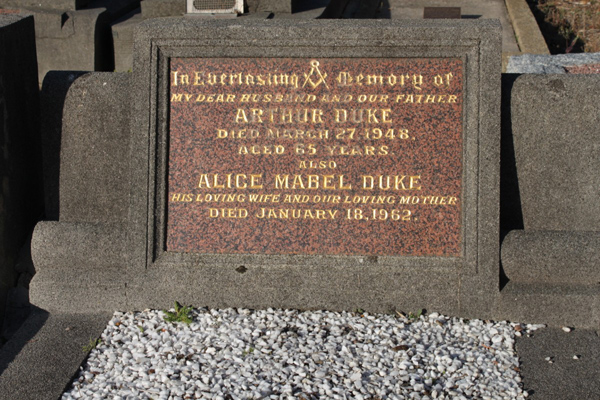 In Everlasting Memory of
MY DEAR HUSBAND AND OUR FATHER
ARTHUR DUKE
DIED MARCH 27, 1948.
AGED 65 YEARS.
ALSO
ALICE MABEL DUKE
HIS LOVING WIFE AND OUR LOVING MOTHER
DIED JANUARY 18, 1962.